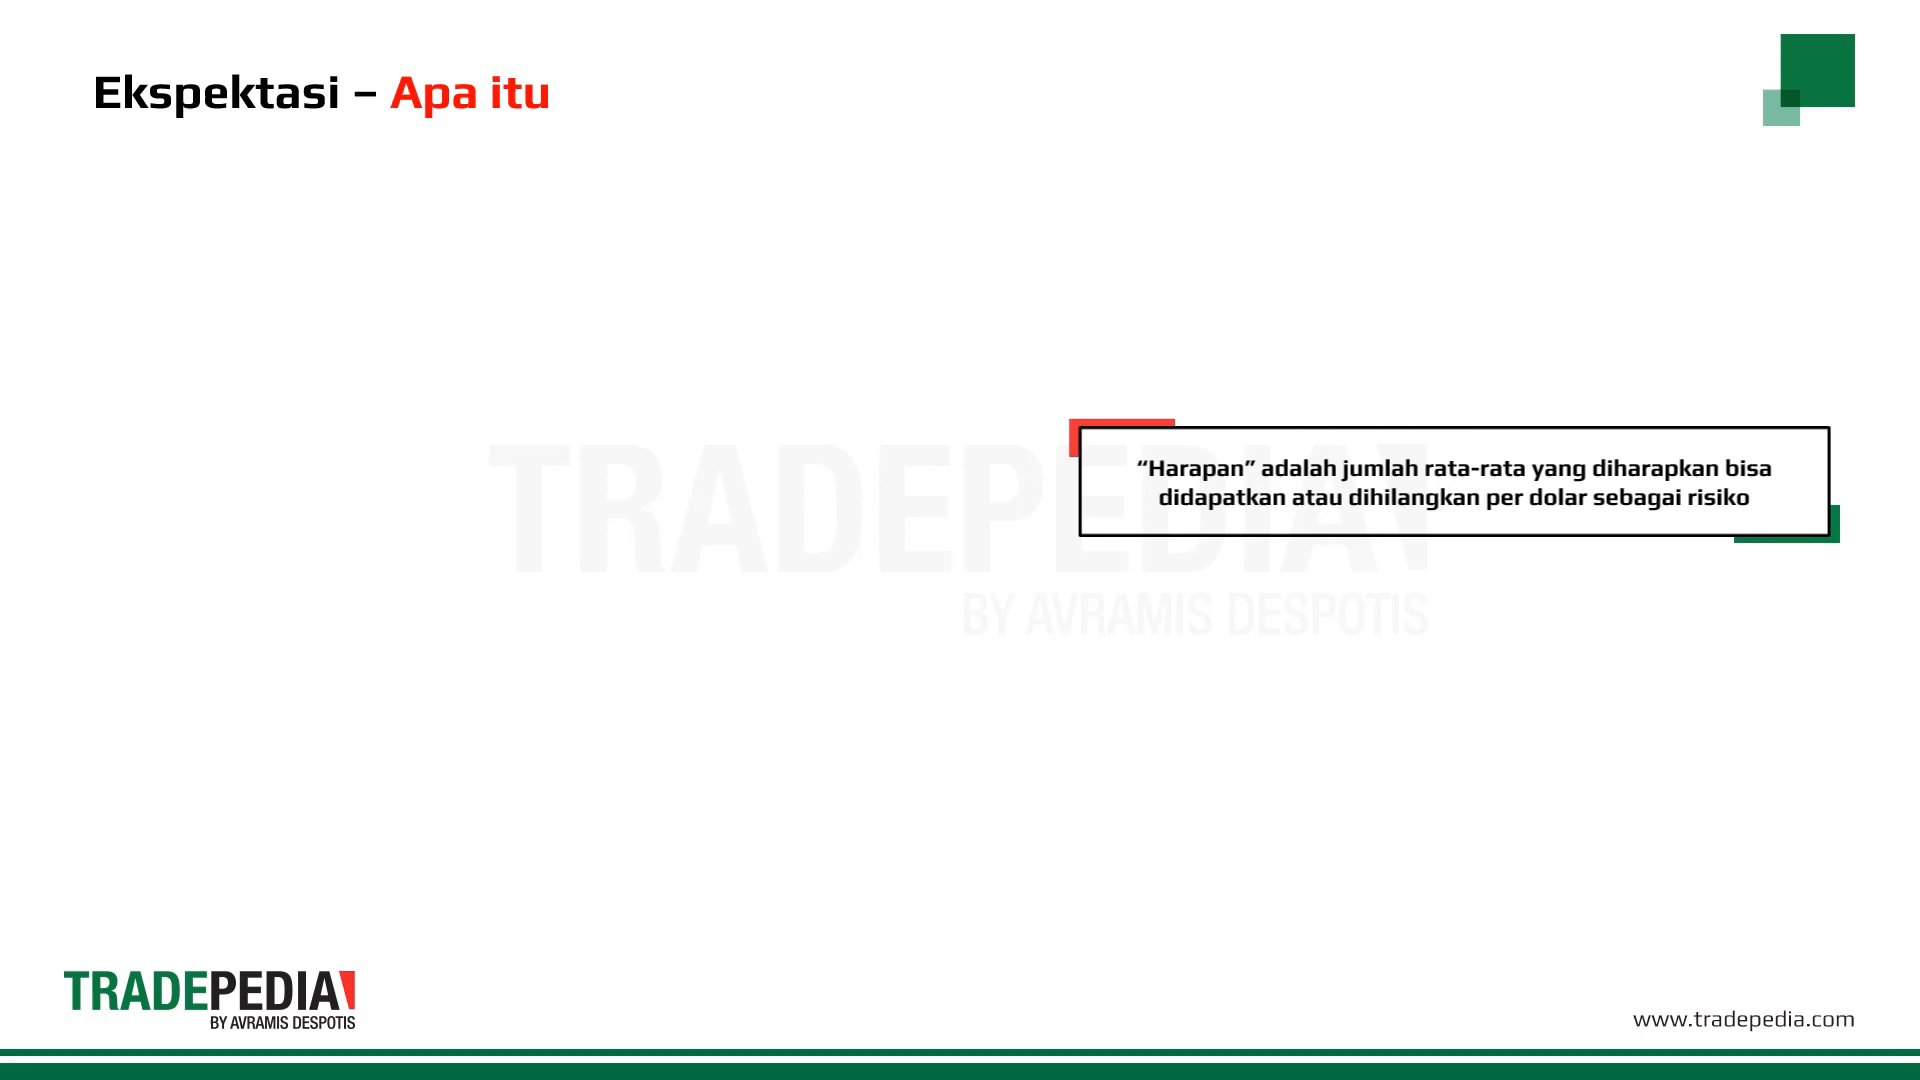 Ekspektasi – Apa itu
“Harapan” adalah jumlah rata-rata yang diharapkan bisa
didapatkan atau dihilangkan per dolar sebagai risiko
TRADEPEDIA
BY AVRAMIS DESPOTIS
TRADEPEDIA
BY AVRAMIS DESPOTIS
www.tradepedia.com